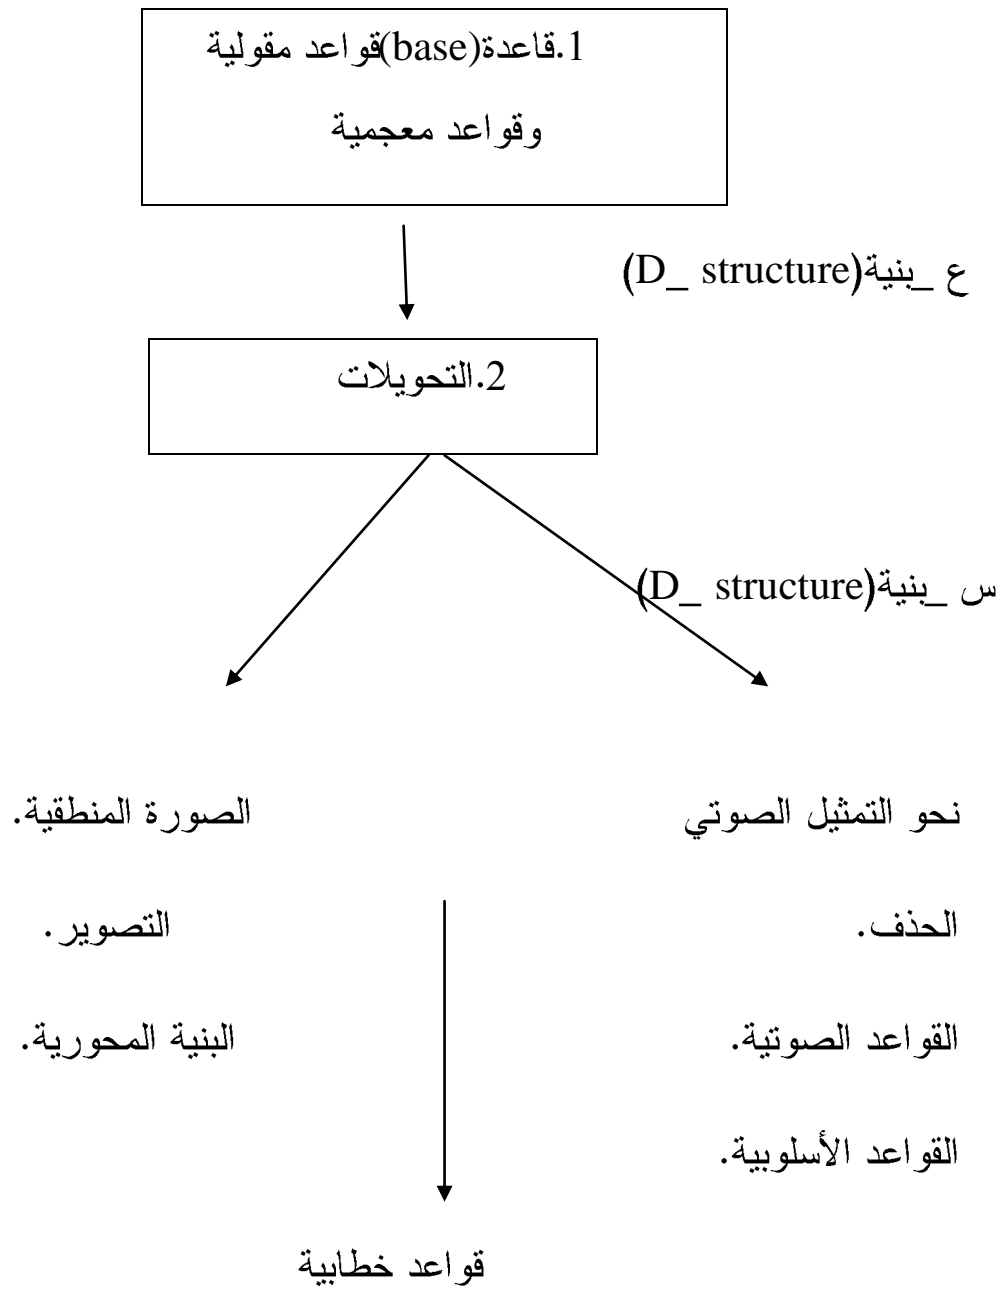 1.قاعدة(base)قواعد مقولية
وقواعد معجمية
ع _بنية(D_ structure)
2.التحويلات
س _بنية(D_ structure)
نحو التمثيل الصوتي
الصورة المنطقية.
الحذف.
التصوير.
القواعد الصوتية.
البنية المحورية.
القواعد الأسلوبية.
قواعد خطابية